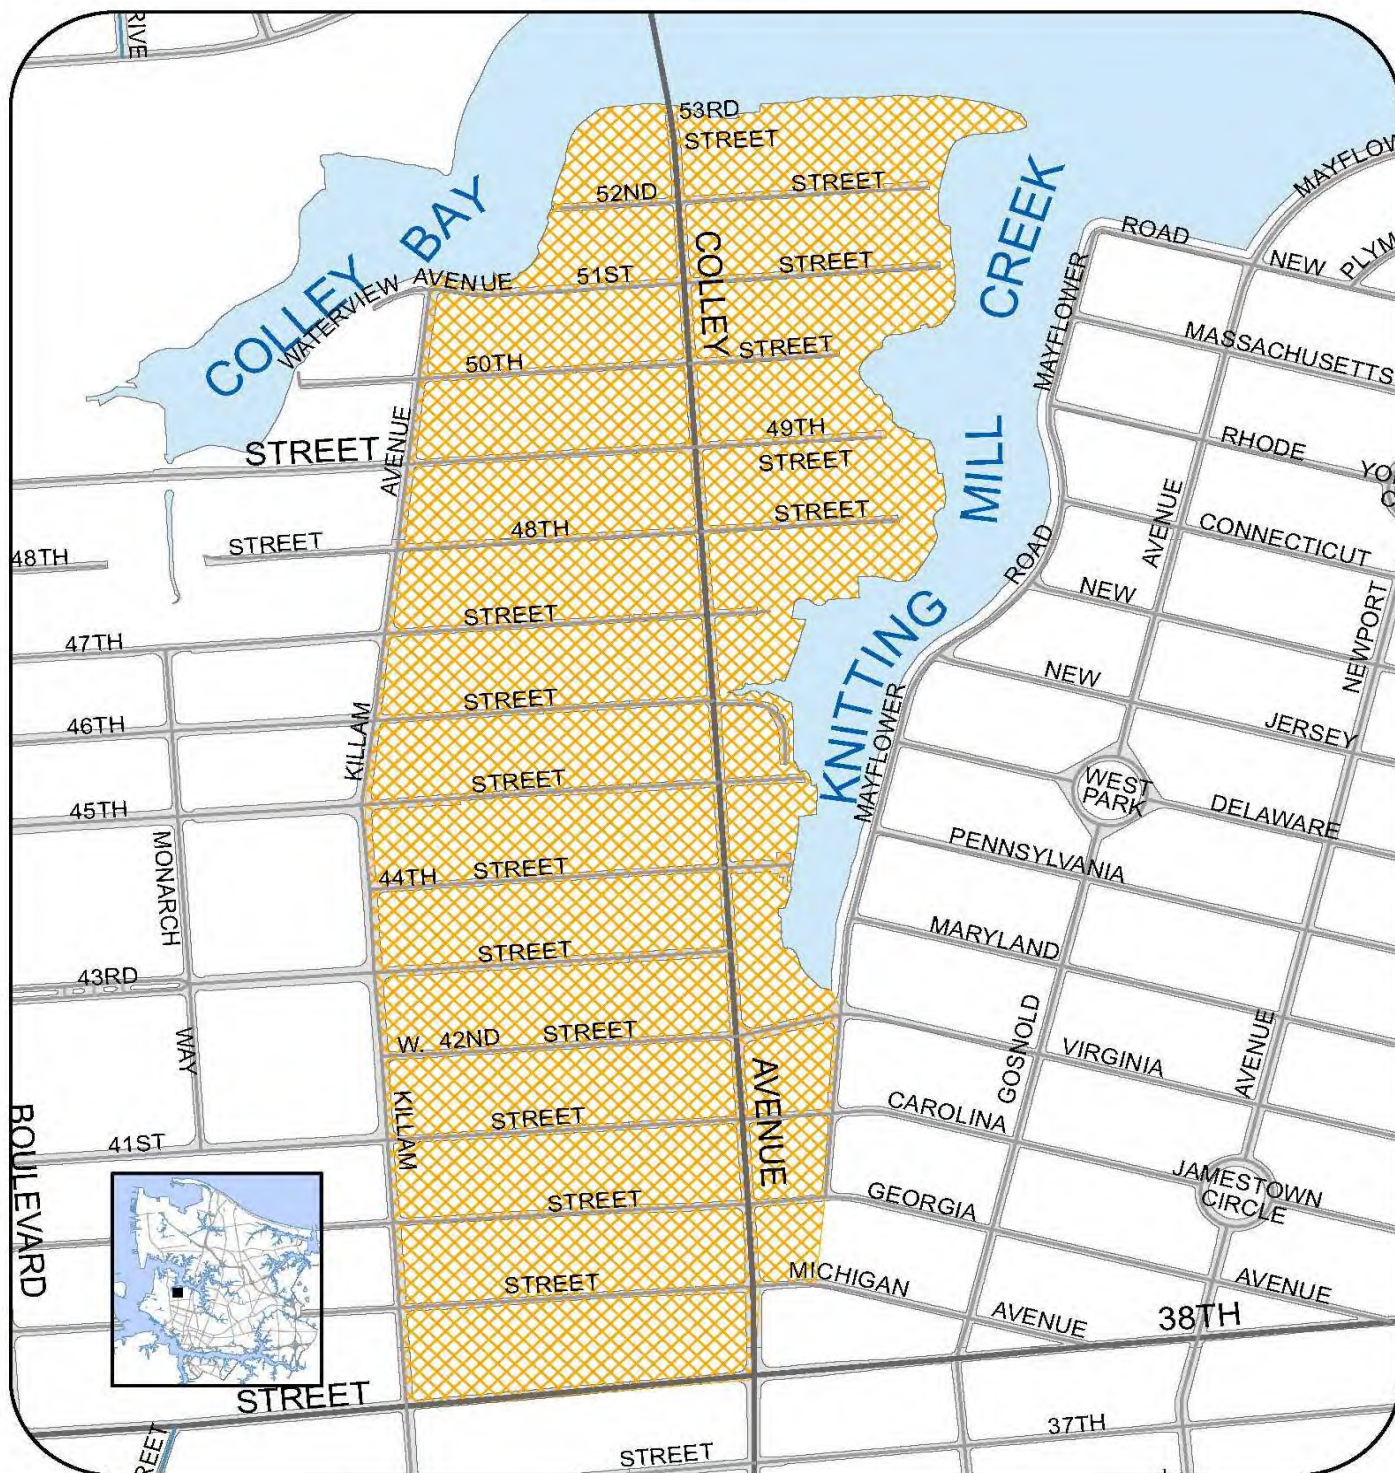 RIVE
53RD
STREET
MAYFLOW
52ND
STREET
COLLEY BAY
KNITTING MILL CREEK
ROAD
NEW
PLYM
WATERVIEW
AVENUE
51ST
STREET
COLLEY
MAYFLOWER
50TH
STREET
MASSACHUSETTS
STREET
AVENUE
49TH
STREET
RHODE
YO
C
48TH
STREET
48TH
STREET
AVENUE
CONNECTICUT
ROAD
NEW
NEWPORT
STREET
47TH
STREET
NEW
46TH
KILLAM
MAYFLOWER
JERSEY
45TH
STREET
WEST
PARK
DELAWARE
MONARCH
44TH
STREET
PENNSYLVANIA
43RD
STREET
MARYLAND
WAY
W. 42ND
STREET
GOSNOLD
AVENUE
VIRGINIA
BOULEVARD
41ST
KILLAM
STREET
AVENUE
CAROLINA
STREET
GEORGIA
JAMESTOWN
CIRCLE
STREET
MICHIGAN
AVENUE
AVENUE
38TH
STREET
REET
STREET
37TH